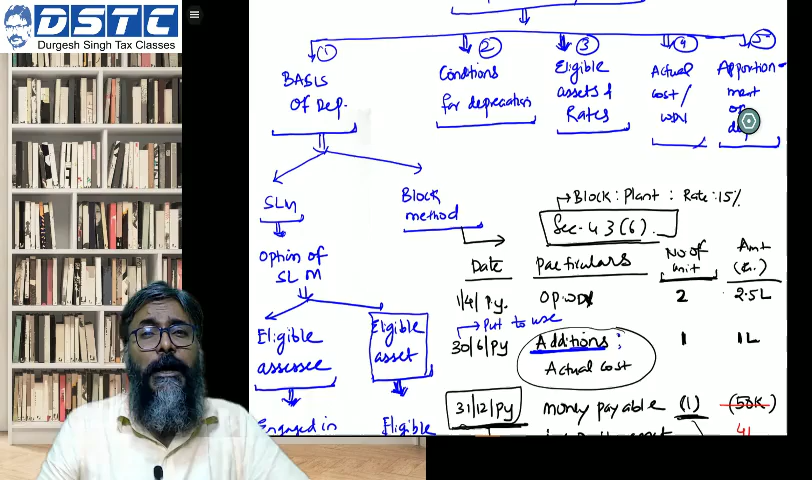 DSTC
Durgesh Singh Tax Classes
1
2
3
4
5
BASIS
Of Dep.
Conditions
for depreciation
Eligible
assets &
Rates
Actual
cost/
WDV
Apportion-
ment
of
SLM
Block
method
Option of
SLM
Eligible
assessee
Eligible
asset
Engaged in
Eligible
Block: Plant: Rate: 15%
Sec-43(6).
Date Particulars No of unit Amt
1/4/Py. OP WDV 2 2.5L
Put to use
30/6/Py Additions: 1 1L
Actual cost
31/12/Py money payable (1) (50K)
4L